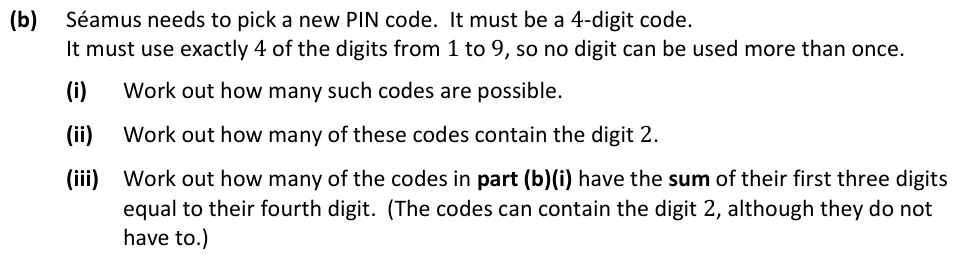 (b) Séamus needs to pick a new PIN code. It must be a 4-digit code.
It must use exactly 4 of the digits from 1 to 9, so no digit can be used more than once.
(i) Work out how many such codes are possible.
(ii) Work out how many of these codes contain the digit 2.
(iii) Work out how many of the codes in part (b)(i) have the sum of their first three digits
equal to their fourth digit. (The codes can contain the digit 2, although they do not
have to.)